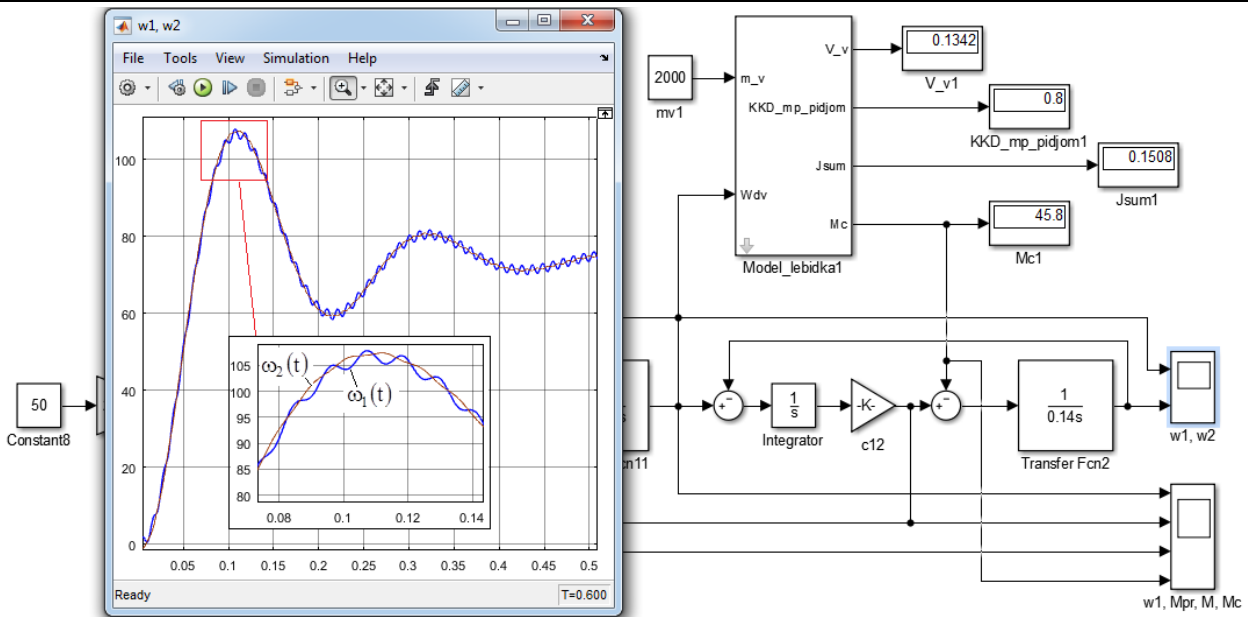 w1, w2
File Tools View Simulation Help
100
80
60
40
20
0
0.05 0.1 0.15 0.2 0.25 0.3 0.35 0.4 0.45 0.5
105
100
95
90
85
80
0.08 0.1 0.12 0.14
ω₂(t)
ω₁(t)
Ready
T=0.600
50
Constant8
2000
mv1
m_v
Wdv
V_v
KKD_mp_pidjom
Jsum
Mc
Model_lebidka1
0.1342
V_v1
0.8
KKD_mp_pidjom1
0.1508
Jsum1
45.8
Mc1
s
cn11
+
−
1
s
Integrator
-K-
c12
+
−
1
0.14s
Transfer Fcn2
w1, w2
w1, Mpr, M, Mc